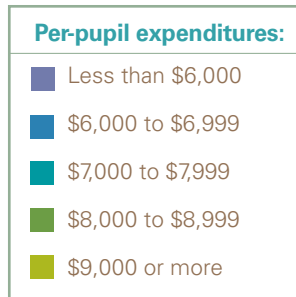 Per-pupil expenditures:
Less than $6,000
$6,000 to $6,999
$7,000 to $7,999
$8,000 to $8,999
$9,000 or more